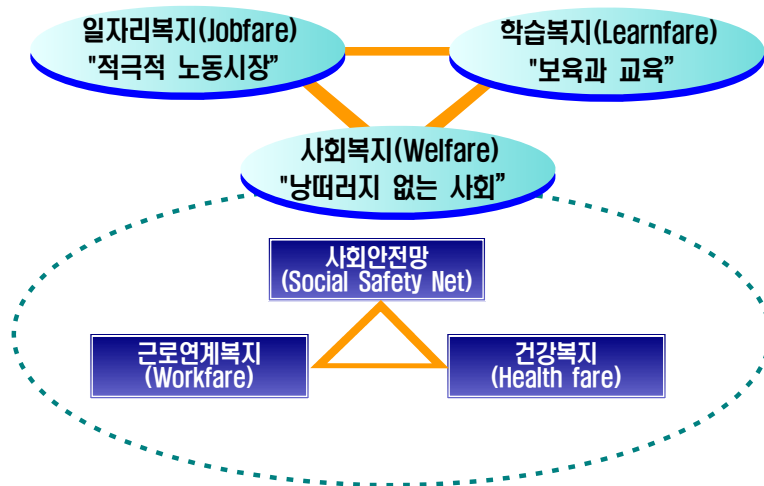 일자리복지(Jobfare)
"적극적 노동시장”
학습복지(Learnfare)
"보육과 교육”
사회복지(Welfare)
"낭떠러지 없는 사회”
사회안전망
(Social Safety Net)
근로연계복지
(Workfare)
건강복지
(Health fare)